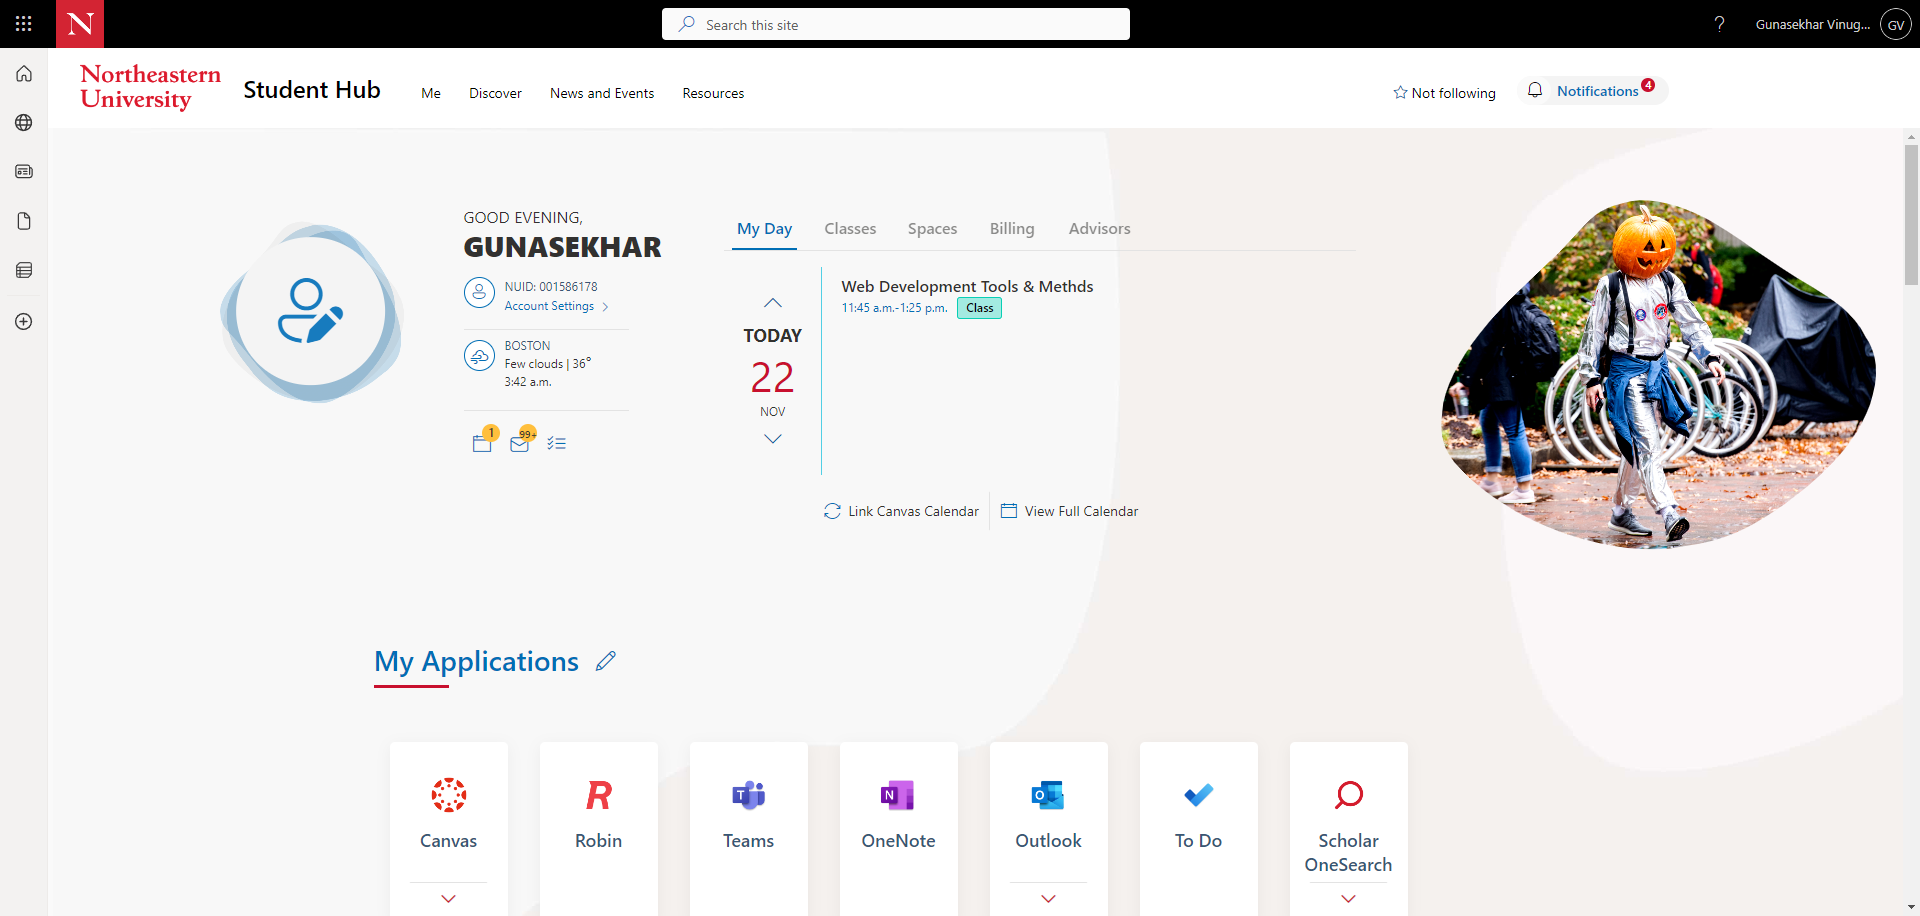 N
Search this site
?
Gunasekhar Vinug...
GV
Northeastern
University
Student Hub
Me
Discover
News and Events
Resources
Not following
Notifications
4
GOOD EVENING,
GUNASEKHAR
NUID: 001586178
Account Settings
BOSTON
Few clouds | 36°
3:42 a.m.
1
99+
My Day
Classes
Spaces
Billing
Advisors
TODAY
22
NOV
Web Development Tools & Methds
11:45 a.m.-1:25 p.m.
Class
Link Canvas Calendar
View Full Calendar
My Applications
Canvas
R
Robin
T
Teams
N
OneNote
O
Outlook
To Do
Scholar
OneSearch